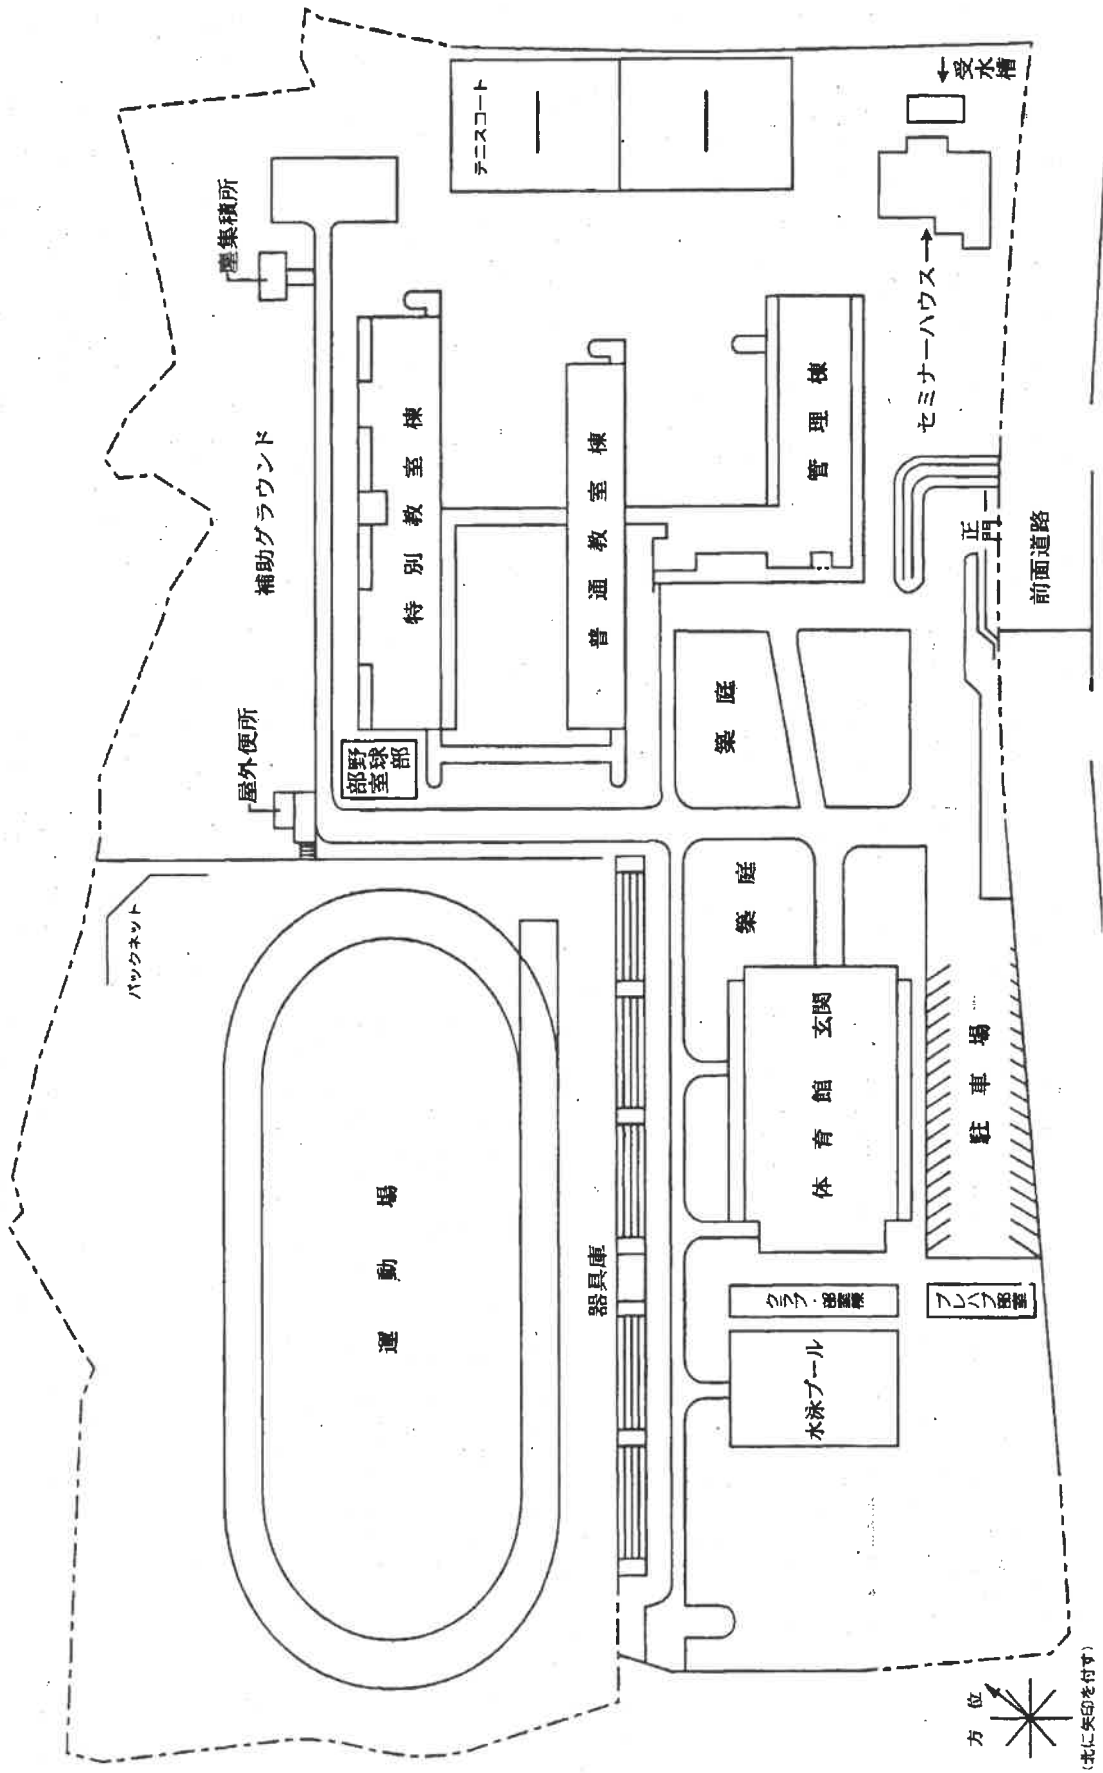 受水槽
テニスコート
塵集積所
セミナーハウス
補助グラウンド
特別教室棟
普通教室棟
管理棟
正門
前面道路
屋外便所
野球部
部室
築庭
築庭
バックネット
運動場
器具庫
体育館 玄関
駐車場
クラブ・部室棟
プレハブ部室
水泳プール
方位
(北に矢印を付す)